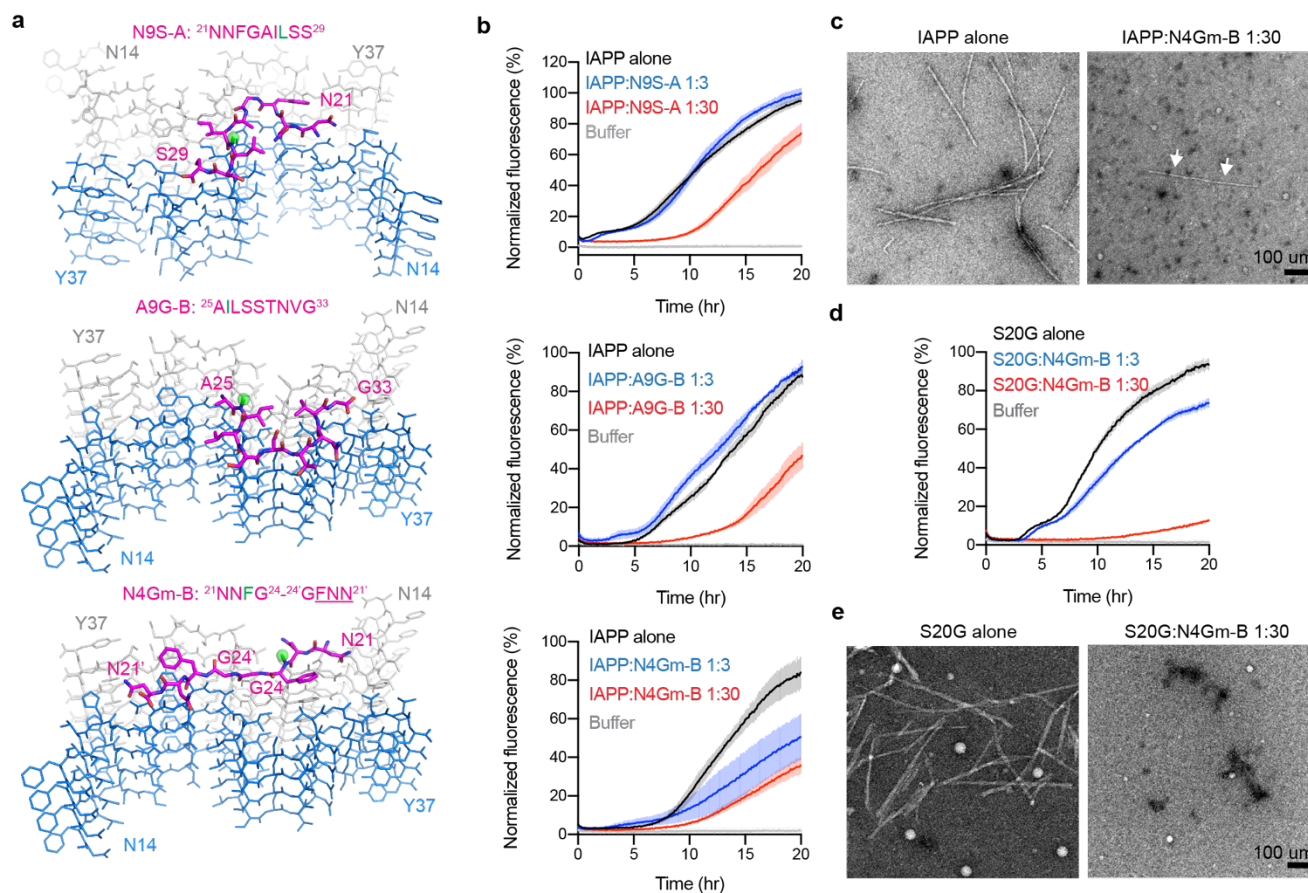 a
N9S-A: ²¹NNFGAILSS²⁹
N14
Y37
N21
S29
Y37
N14
A9G-B: ²⁵AILSSTNVG³³
N14
Y37
A25
G33
N14
Y37
N4Gm-B: ²¹NNFG²⁴-²⁴'GFNN²¹'
N14
Y37
N21'
G24'
G24
N21
N14
Y37
b
IAPP alone
IAPP:N9S-A 1:3
IAPP:N9S-A 1:30
Buffer
Normalized fluorescence (%)
120
100
80
60
40
20
0
0 5 10 15 20
Time (hr)
IAPP alone
IAPP:A9G-B 1:3
IAPP:A9G-B 1:30
Buffer
Normalized fluorescence (%)
100
80
60
40
20
0
0 5 10 15 20
Time (hr)
IAPP alone
IAPP:N4Gm-B 1:3
IAPP:N4Gm-B 1:30
Buffer
Normalized fluorescence (%)
100
80
60
40
20
0
0 5 10 15 20
Time (hr)
c
IAPP alone
IAPP:N4Gm-B 1:30
100 um
d
S20G alone
S20G:N4Gm-B 1:3
S20G:N4Gm-B 1:30
Buffer
Normalized fluorescence (%)
100
80
60
40
20
0
0 5 10 15 20
Time (hr)
e
S20G alone
S20G:N4Gm-B 1:30
100 um